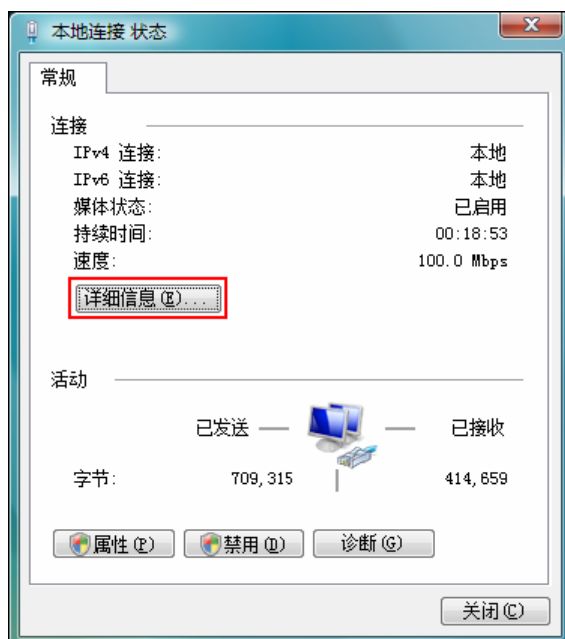 本地连接 状态
常规
连接
IPv4 连接: 本地
IPv6 连接: 本地
媒体状态: 已启用
持续时间: 00:18:53
速度: 100.0 Mbps
详细信息(E)...
活动
已发送 — — 已接收
字节: 709,315 | 414,659
属性(P) 禁用(D) 诊断(G)
关闭(C)